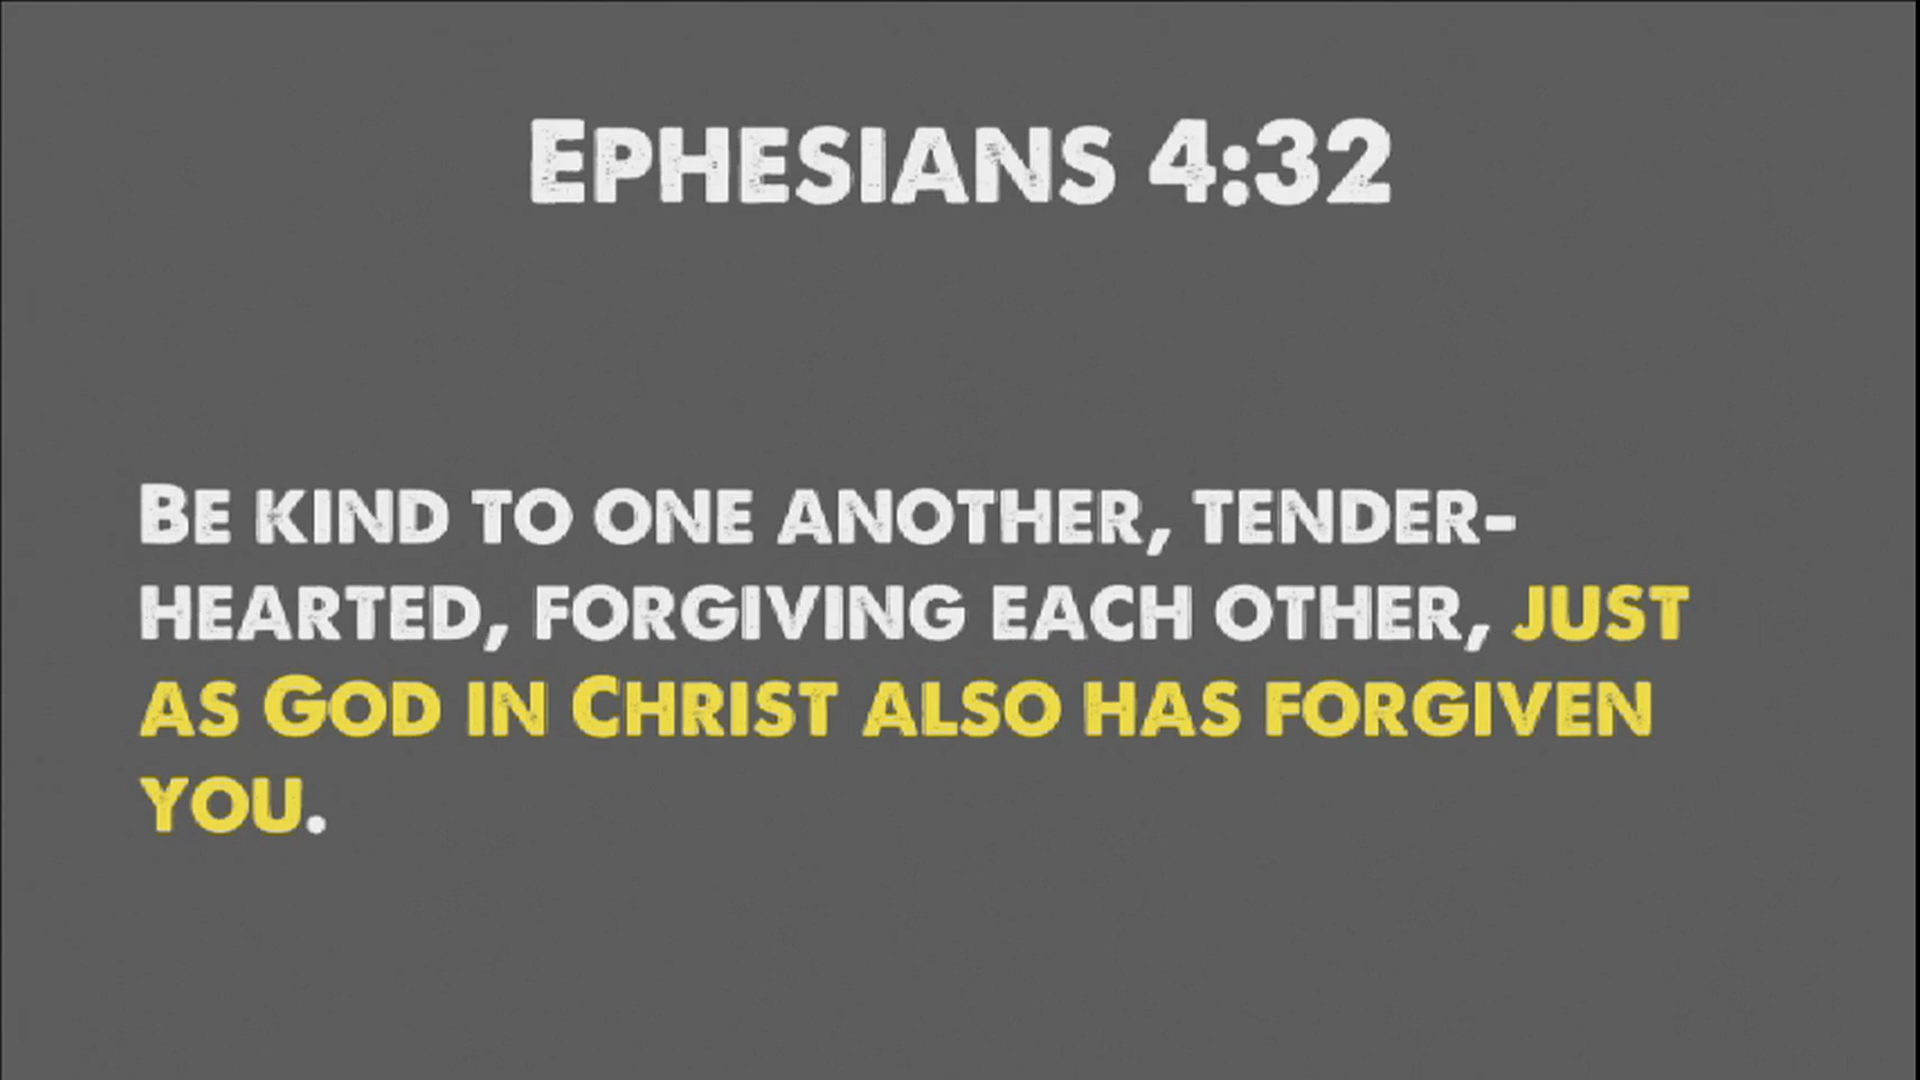 Ephesians 4:32
Be kind to one another, tender-
hearted, forgiving each other, just
as God in Christ also has forgiven
you.